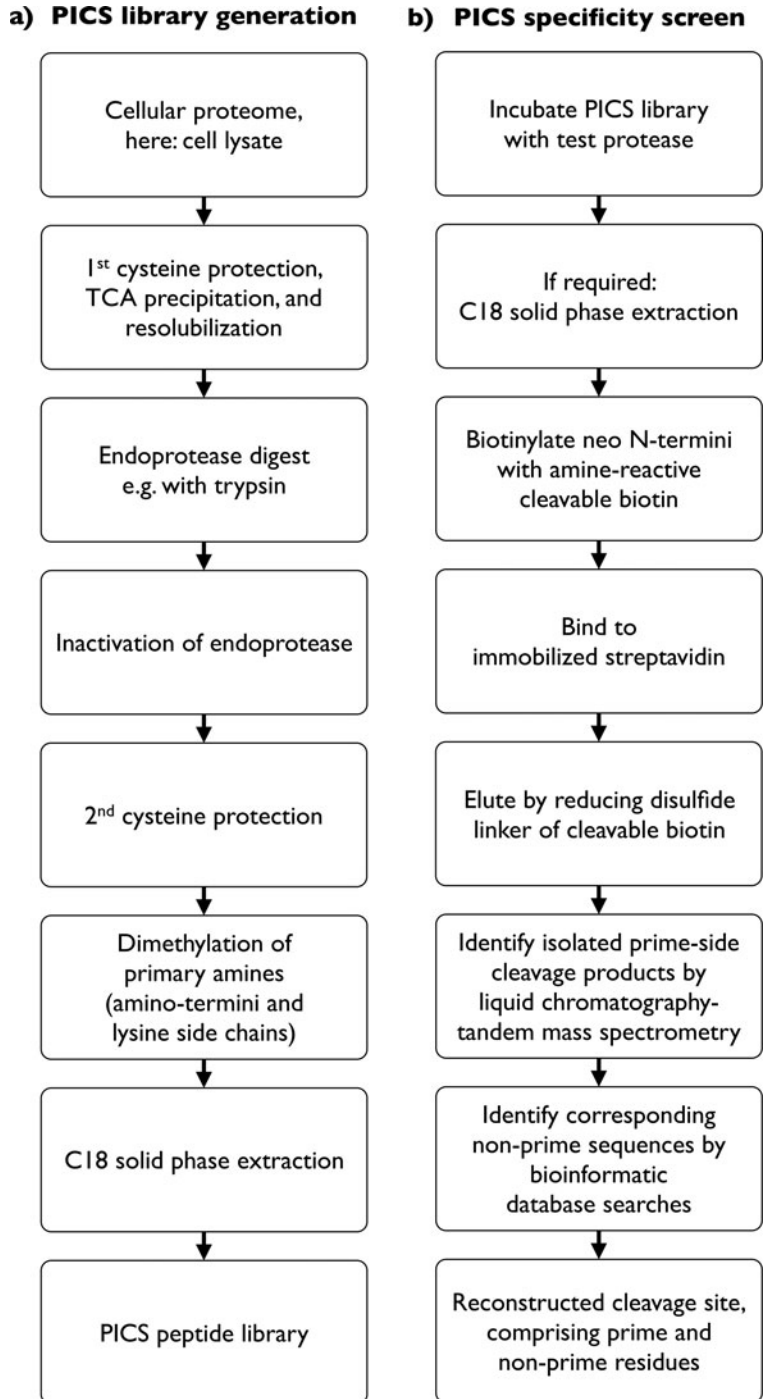 a) PICS library generation
Cellular proteome,
here: cell lysate
1st cysteine protection,
TCA precipitation, and
resolubilization
Endoprotease digest
e.g. with trypsin
Inactivation of endoprotease
2nd cysteine protection
Dimethylation of
primary amines
(amino-termini and
lysine side chains)
C18 solid phase extraction
PICS peptide library
b) PICS specificity screen
Incubate PICS library
with test protease
If required:
C18 solid phase extraction
Biotinylate neo N-termini
with amine-reactive
cleavable biotin
Bind to
immobilized streptavidin
Elute by reducing disulfide
linker of cleavable biotin
Identify isolated prime-side
cleavage products by
liquid chromatography-
tandem mass spectrometry
Identify corresponding
non-prime sequences by
bioinformatic
database searches
Reconstructed cleavage site,
comprising prime and
non-prime residues